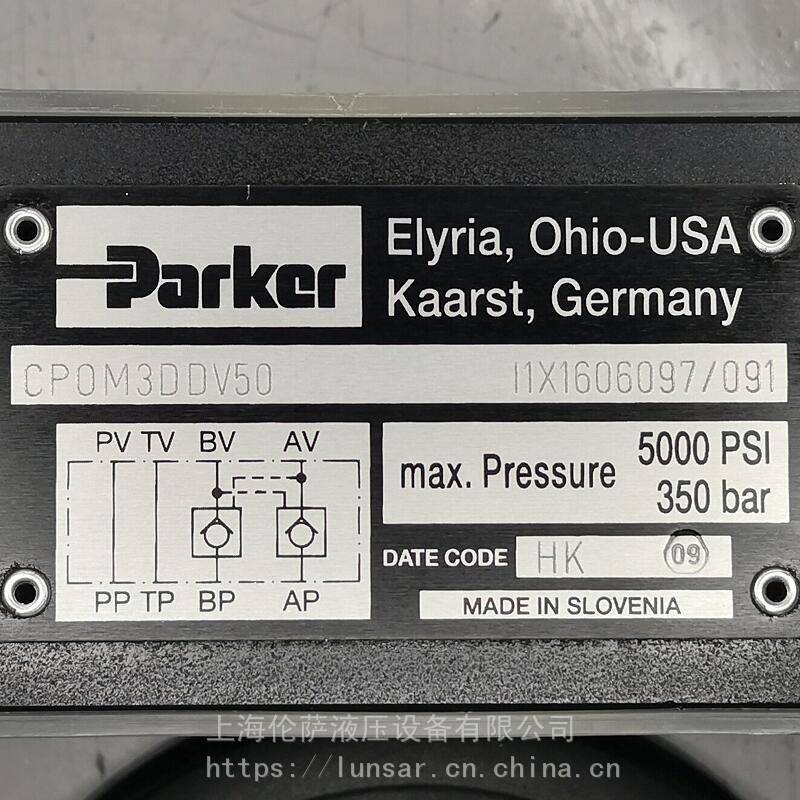 Parker
Elyria, Ohio-USA
Kaarst, Germany
CPOM3DDV50 I1X1606097/091
PV TV BV AV
PP TP BP AP
max. Pressure 5000 PSI
350 bar
DATE CODE HK 09
MADE IN SLOVENIA
上海伦萨液压设备有限公司
https://lunsar.cn.china.cn